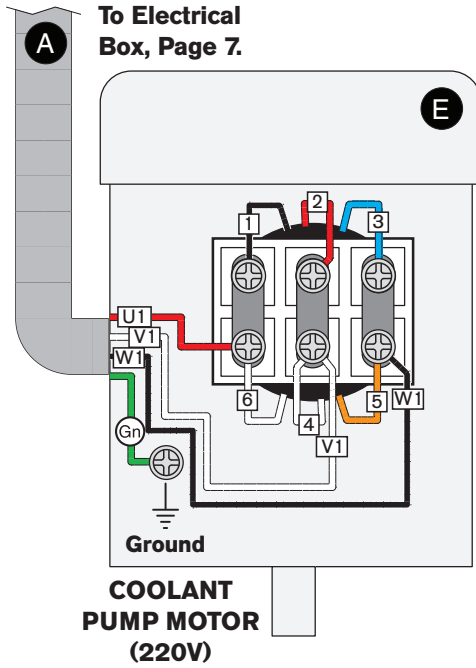 To Electrical
Box, Page 7.
A
E
2
1
3
U1
V1
W1
6
5
W1
4
V1
Gn
Ground
COOLANT
PUMP MOTOR
(220V)